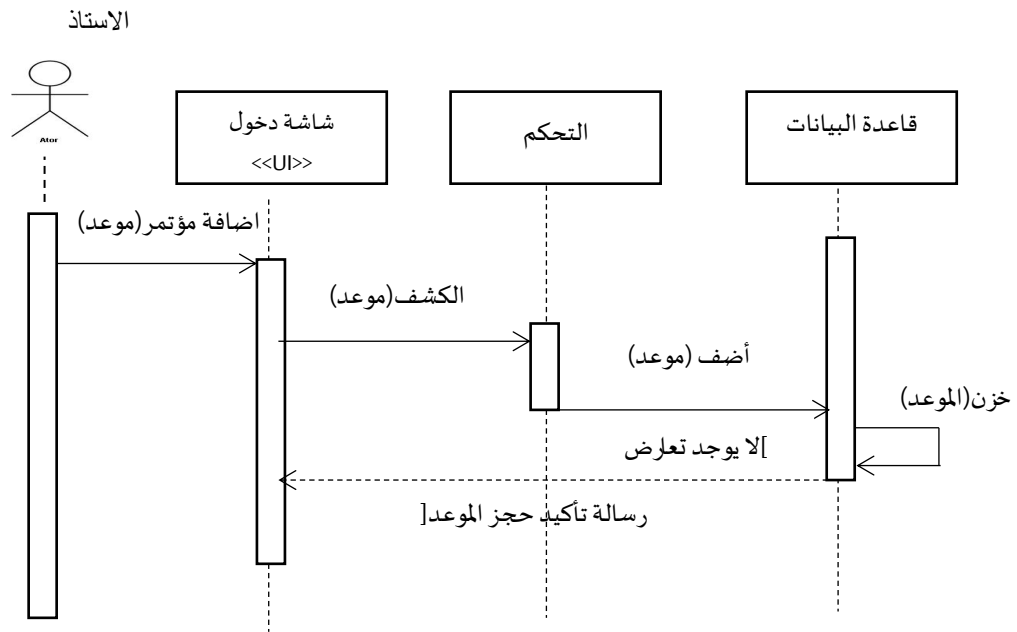 الاستاذ
Ator
شاشة دخول
<<UI>>
التحكم
قاعدة البيانات
اضافة مؤتمر(موعد)
الكشف(موعد)
أضف (موعد)
خزن(الموعد)
[لا يوجد تعارض
رسالة تأكيد حجز الموعد]